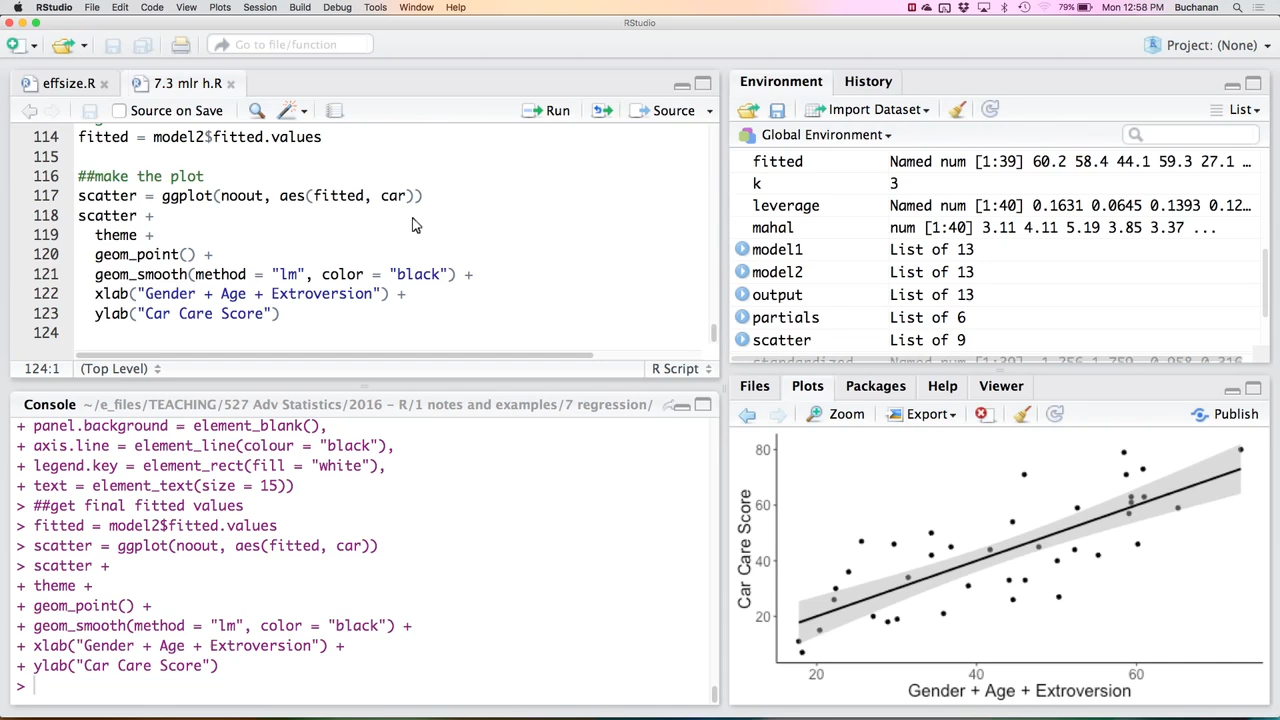 RStudio File Edit Code View Plots Session Build Debug Tools Window Help 79% Mon 12:58 PM Buchanan
RStudio
Go to file/function Project: (None)
effsize.R 7.3 mlr h.R
Source on Save Run Source
114 fitted = model2$fitted.values
115
116 ##make the plot
117 scatter = ggplot(noout, aes(fitted, car))
118 scatter +
119 theme +
120 geom_point() +
121 geom_smooth(method = "lm", color = "black") +
122 xlab("Gender + Age + Extroversion") +
123 ylab("Car Care Score")
124
124:1 (Top Level) R Script
Console ~/e_files/TEACHING/527 Adv Statistics/2016 - R/1 notes and examples/7 regression/
+ panel.background = element_blank(),
+ axis.line = element_line(colour = "black"),
+ legend.key = element_rect(fill = "white"),
+ text = element_text(size = 15))
> ##get final fitted values
> fitted = model2$fitted.values
> scatter = ggplot(noout, aes(fitted, car))
> scatter +
+ theme +
+ geom_point() +
+ geom_smooth(method = "lm", color = "black") +
+ xlab("Gender + Age + Extroversion") +
+ ylab("Car Care Score")
>
Environment History
Import Dataset List
Global Environment
fitted Named num [1:39] 60.2 58.4 44.1 59.3 27.1 …
k 3
leverage Named num [1:40] 0.1631 0.0645 0.1393 0.12…
mahal num [1:40] 3.11 4.11 5.19 3.85 3.37 ...
model1 List of 13
model2 List of 13
output List of 13
partials List of 6
scatter List of 9
Files Plots Packages Help Viewer
Zoom Export Publish
80
60
40
20
Car Care Score
20 40 60
Gender + Age + Extroversion